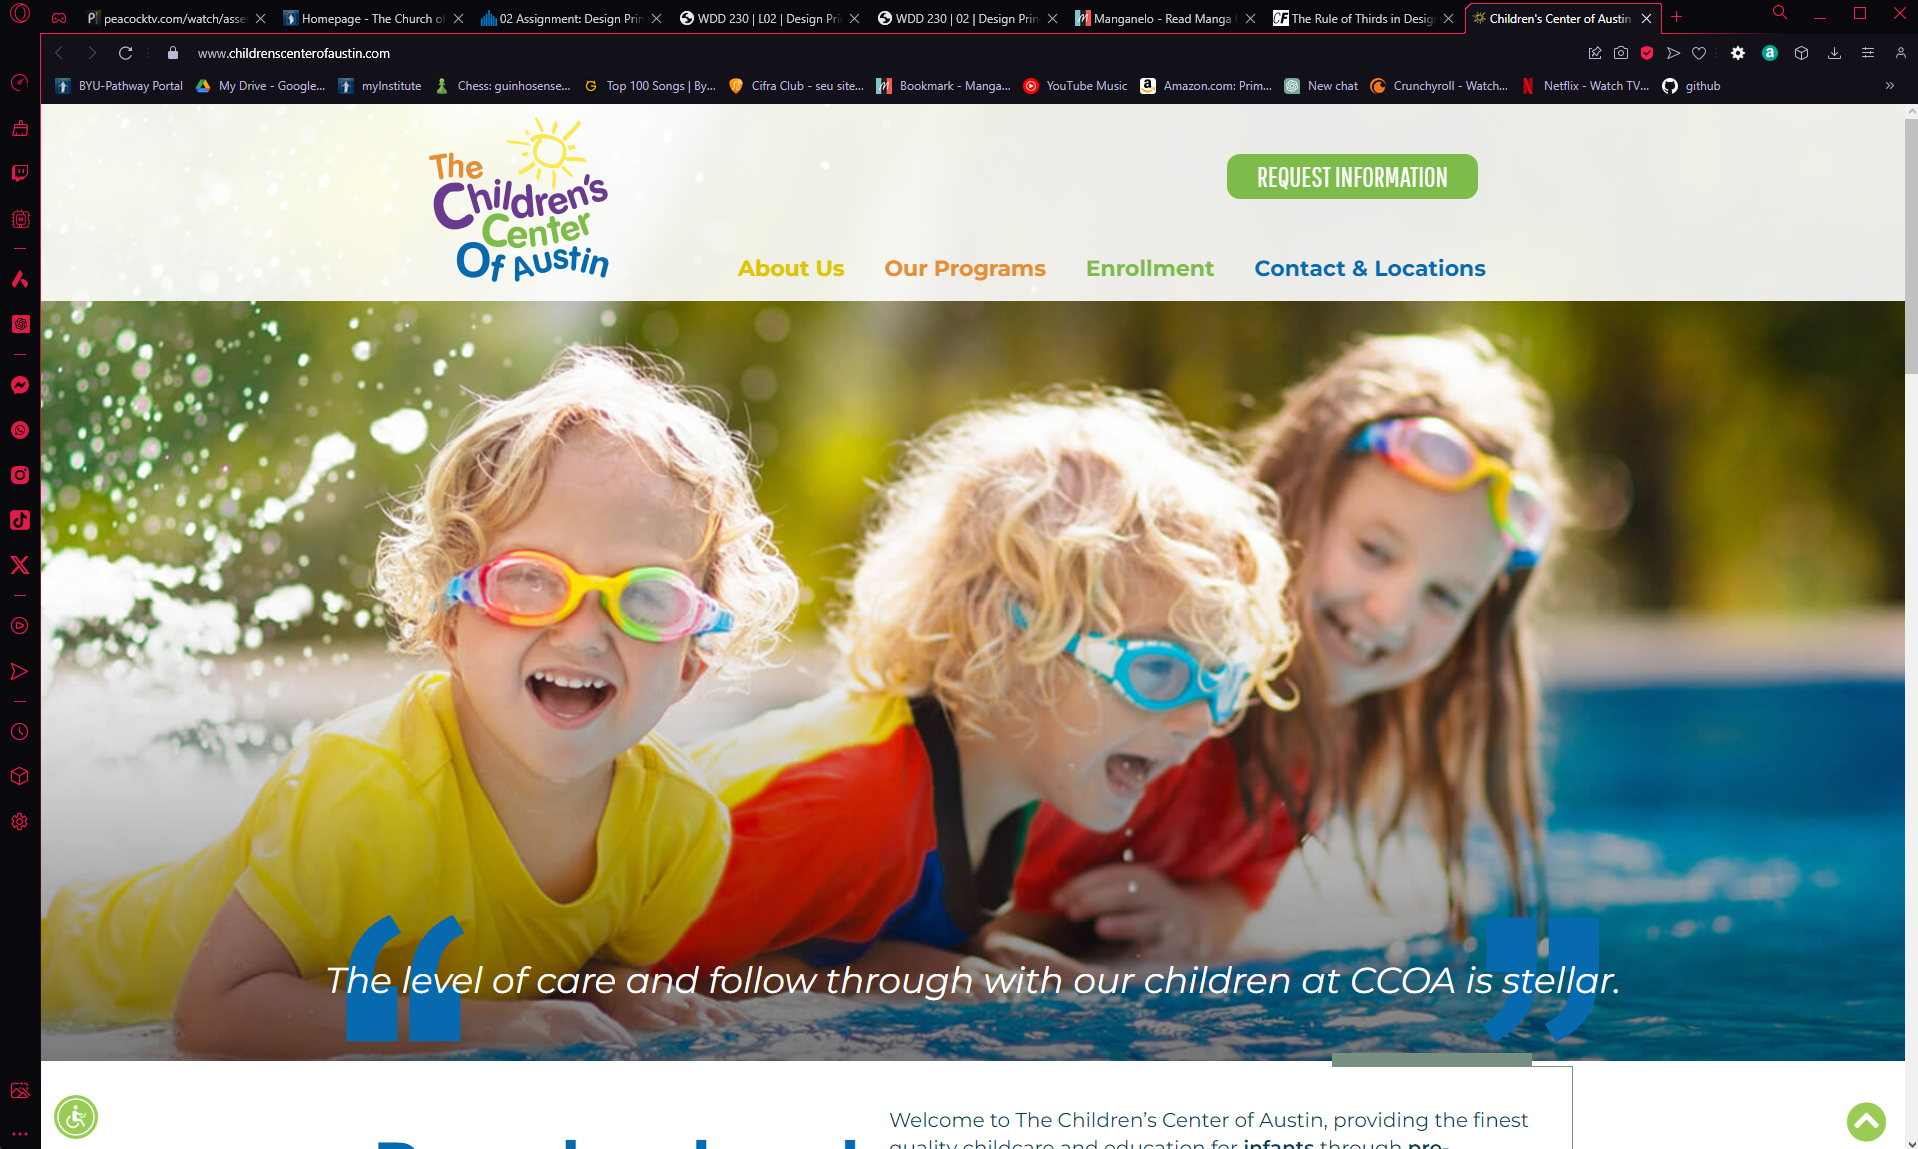 peacocktv.com/watch/asse
Homepage - The Church of
02 Assignment: Design Prin
WDD 230 | L02 | Design Pri
WDD 230 | 02 | Design Prin
Manganelo - Read Manga
The Rule of Thirds in Desig
Children's Center of Austin
www.childrenscenterofaustin.com
BYU-Pathway Portal
My Drive - Google...
myInstitute
Chess: guinhosense...
Top 100 Songs | By...
Cifra Club - seu site...
Bookmark - Manga...
YouTube Music
Amazon.com: Prim...
New chat
Crunchyroll - Watch...
Netflix - Watch TV...
github
The
Children's
Center
Of Austin
REQUEST INFORMATION
About Us
Our Programs
Enrollment
Contact & Locations
“ The level of care and follow through with our children at CCOA is stellar. ”
Welcome to The Children’s Center of Austin, providing the finest
quality childcare and education for infants through pre-